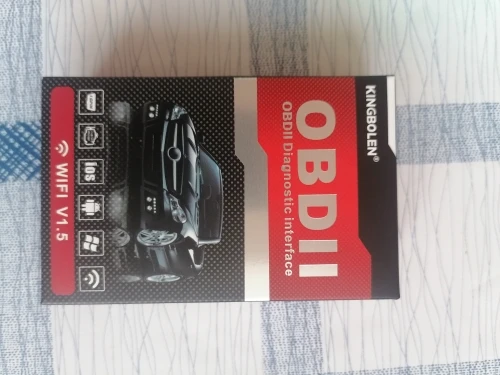 KINGBOLEN®
OBDII
OBDII Diagnostic interface
ios
WIFI V1.5